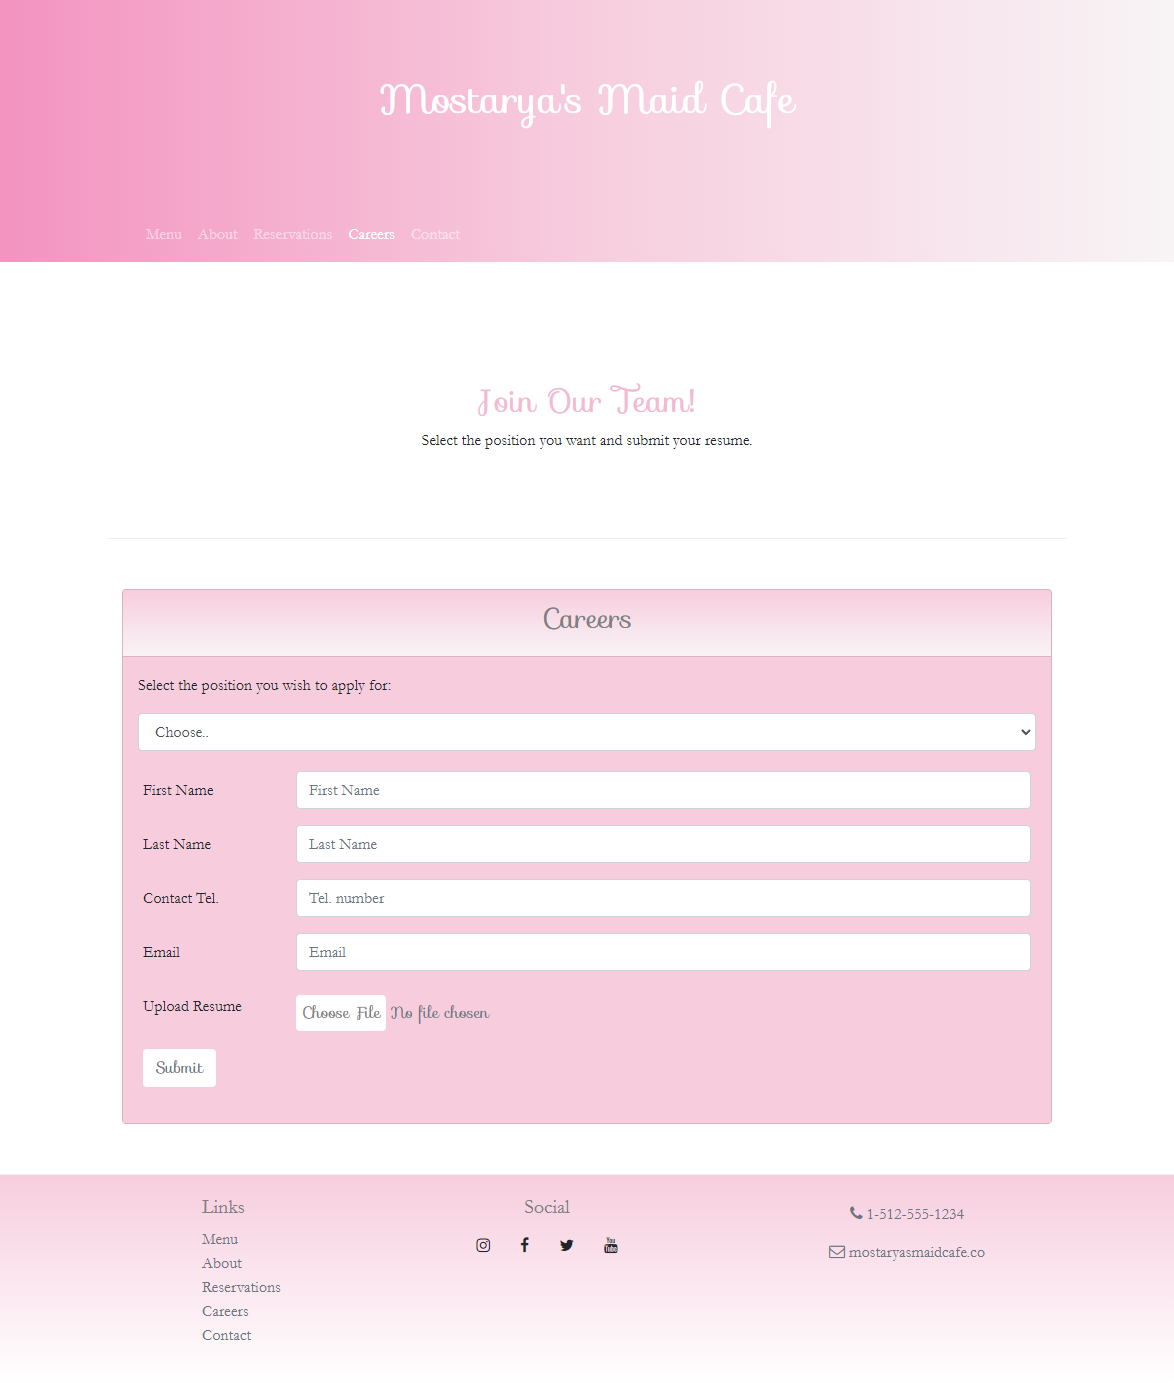 Mostarya's Maid Cafe
Menu About Reservations Careers Contact
Join Our Team!
Select the position you want and submit your resume.
Careers
Select the position you wish to apply for:
Choose..
First Name First Name
Last Name Last Name
Contact Tel. Tel. number
Email Email
Upload Resume Choose File No file chosen
Submit
Links
Menu
About
Reservations
Careers
Contact
Social
You Tube
1-512-555-1234
mostaryasmaidcafe.co